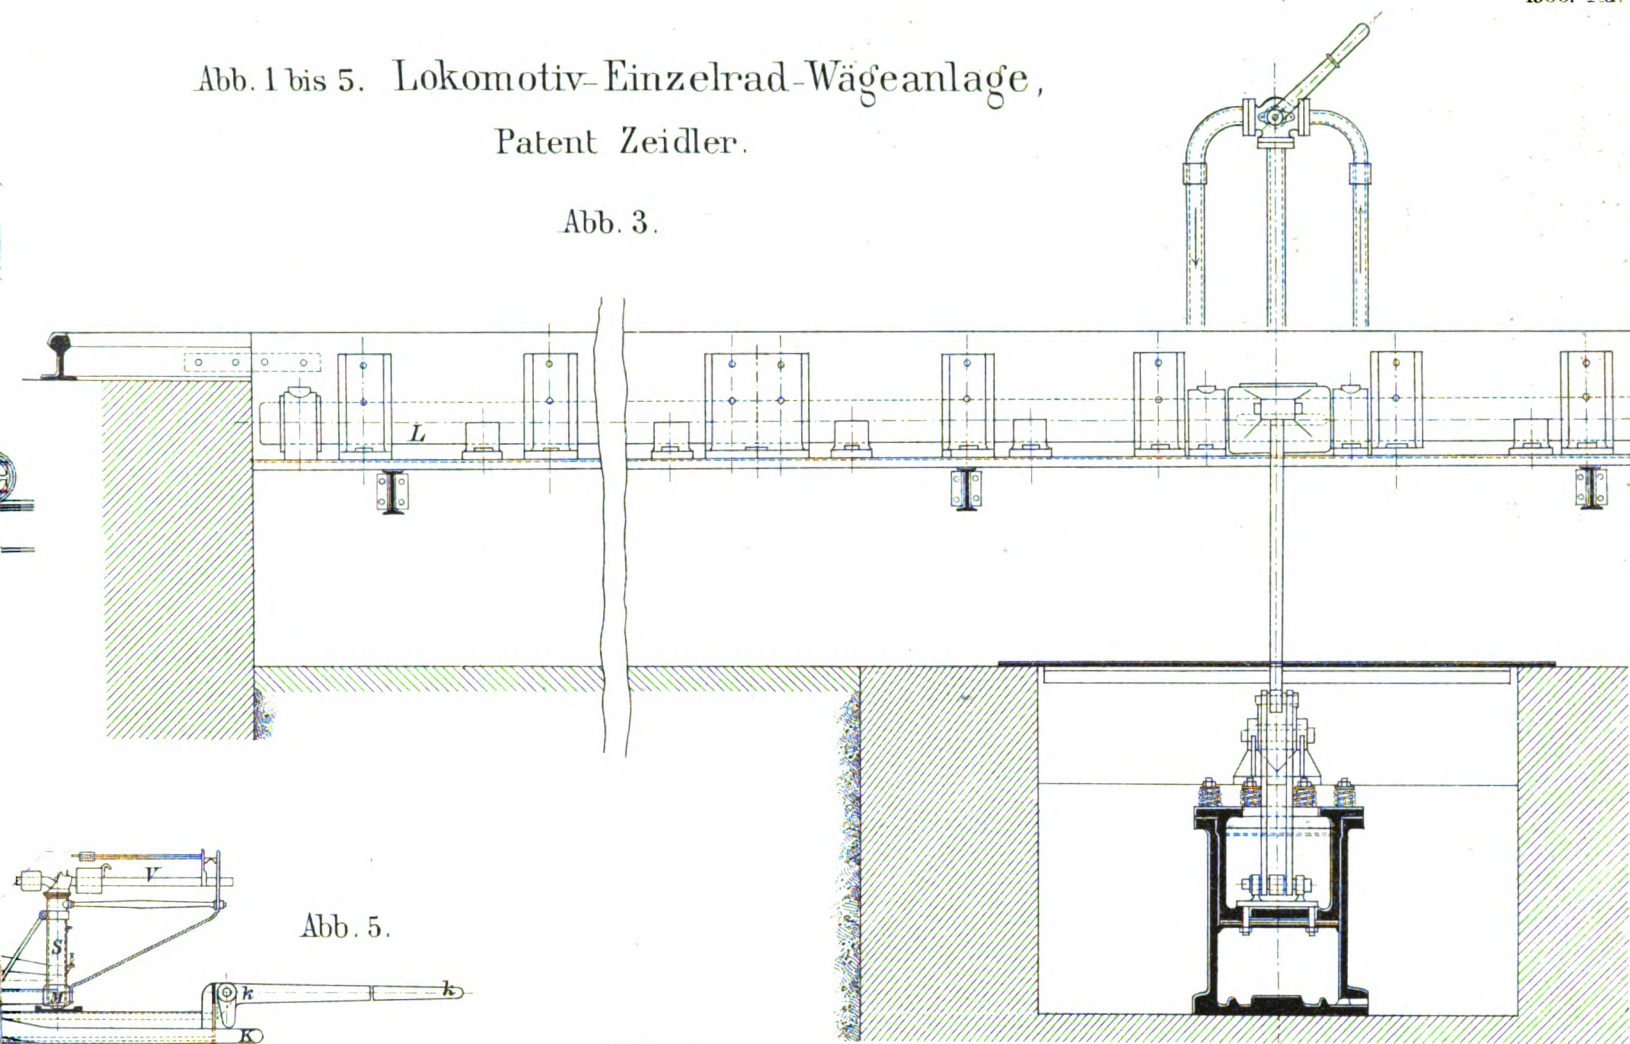 Abb. 1 bis 5. Lokomotiv-Einzelrad-Wägeanlage,
Patent Zeidler.
Abb. 3.
L
V
Abb. 5.
S
M
k
k
K